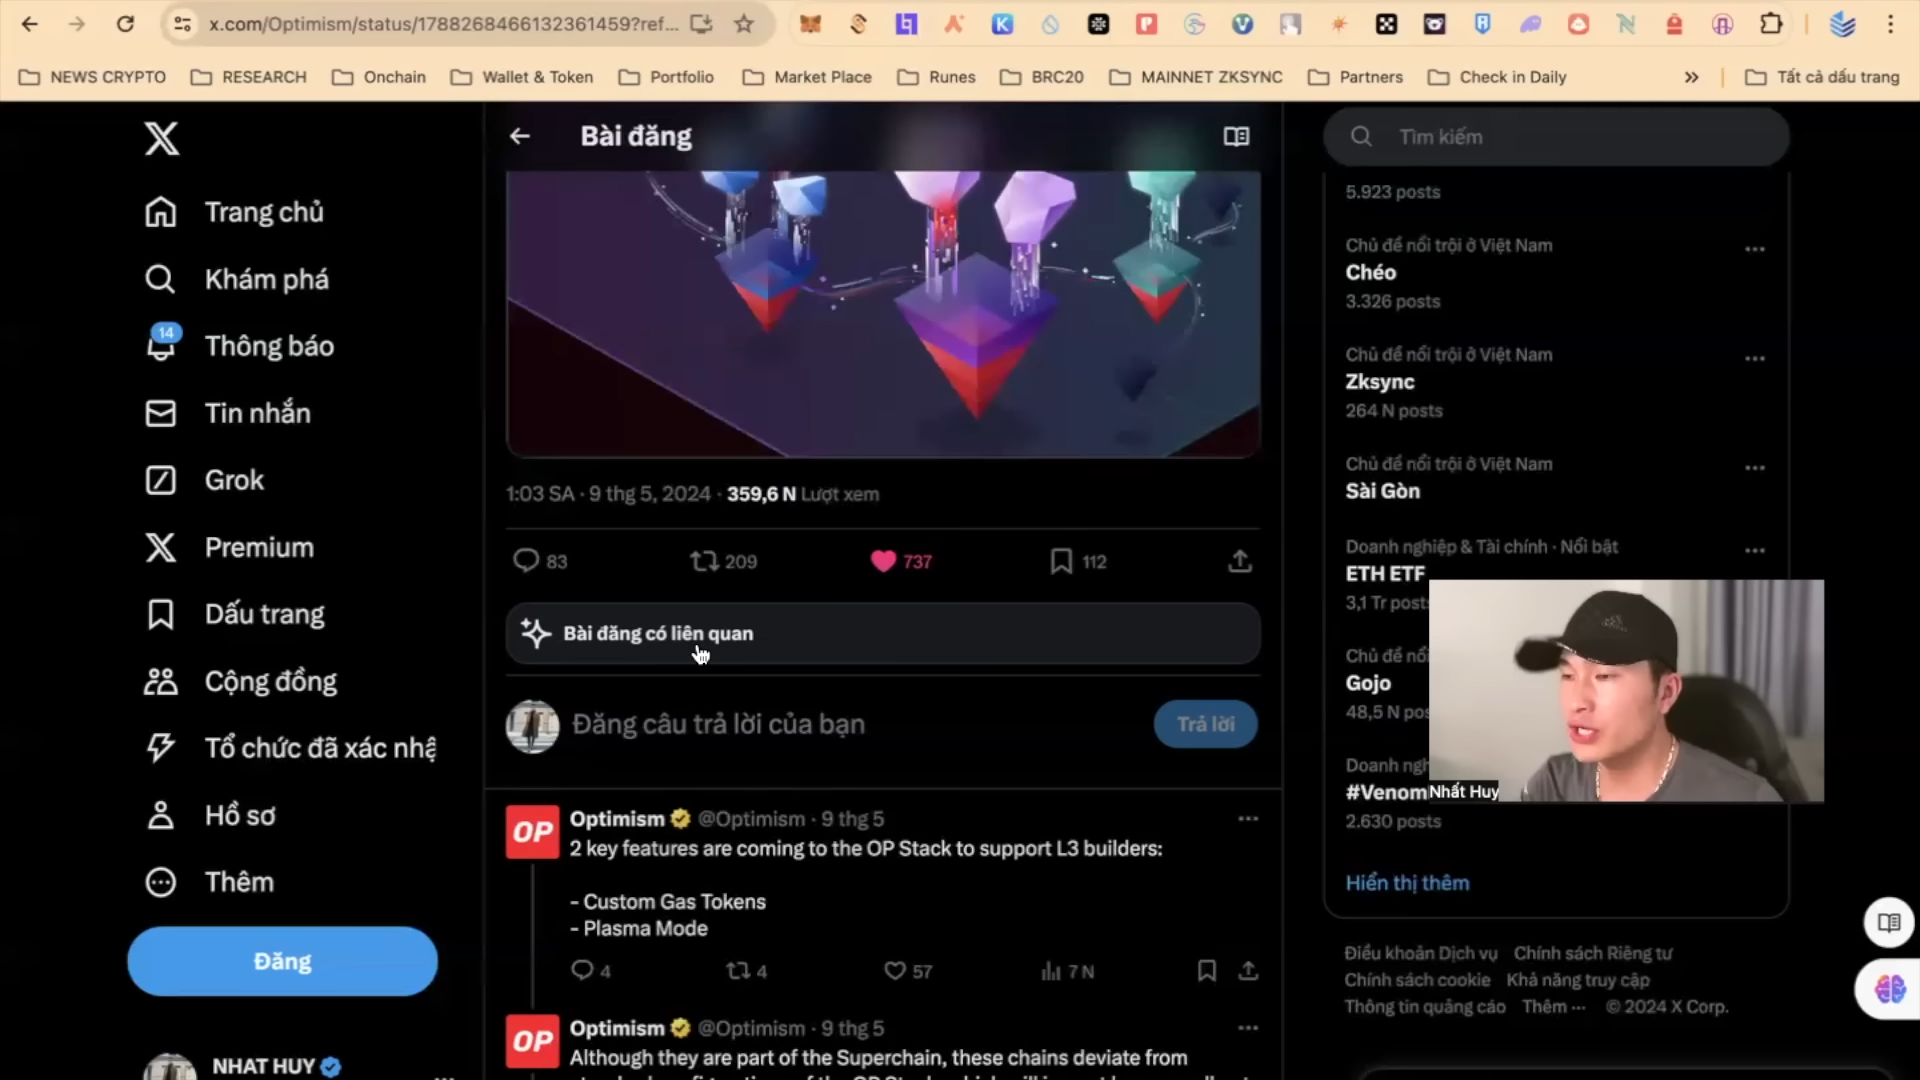 x.com/Optimism/status/1788268466132361459?ref...
NEWS CRYPTO
RESEARCH
Onchain
Wallet & Token
Portfolio
Market Place
Runes
BRC20
MAINNET ZKSYNC
Partners
Check in Daily
Tất cả dấu trang
Trang chủ
Khám phá
14
Thông báo
Tin nhắn
Grok
Premium
Dấu trang
Cộng đồng
Tổ chức đã xác nhậ
Hồ sơ
Thêm
Đăng
NHAT HUY
Bài đăng
1:03 SA · 9 thg 5, 2024 · 359,6 N Lượt xem
83
209
737
112
Bài đăng có liên quan
Đăng câu trả lời của bạn
Trả lời
OP
Optimism @Optimism · 9 thg 5
2 key features are coming to the OP Stack to support L3 builders:
- Custom Gas Tokens
- Plasma Mode
4
4
57
7 N
OP
Optimism @Optimism · 9 thg 5
Although they are part of the Superchain, these chains deviate from
Tìm kiếm
5.923 posts
Chủ đề nổi trội ở Việt Nam
Chéo
3.326 posts
Chủ đề nổi trội ở Việt Nam
Zksync
264 N posts
Chủ đề nổi trội ở Việt Nam
Sài Gòn
Doanh nghiệp & Tài chính · Nổi bật
ETH ETF
3,1 Tr post
Chủ đề nổ
Gojo
48,5 N po
Doanh ngh
#Venom
2.630 posts
Nhất Huy
Hiển thị thêm
Điều khoản Dịch vụ Chính sách Riêng tư
Chính sách cookie Khả năng truy cập
Thông tin quảng cáo Thêm ··· © 2024 X Corp.